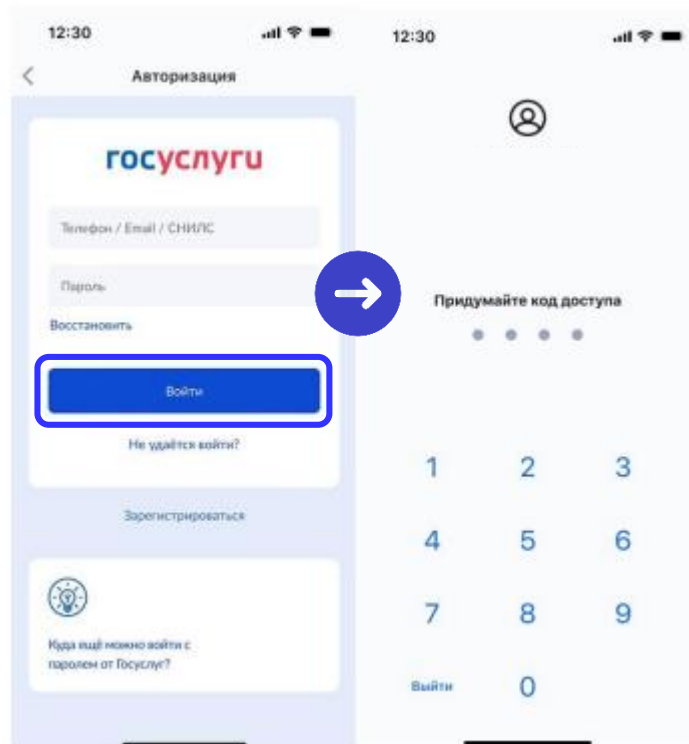 12:30
Авторизация
госуслуги
Телефон / Email / СНИЛС
Пароль
Восстановить
Войти
Не удаётся войти?
Зарегистрироваться
Куда ещё можно войти с
паролем от Госуслуг?
12:30
Придумайте код доступа
1 2 3
4 5 6
7 8 9
Выйти 0